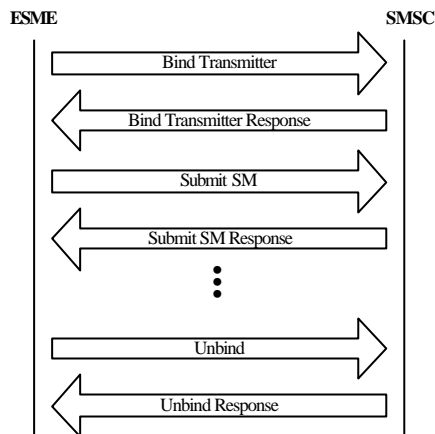 ESME SMSC
Bind Transmitter
Bind Transmitter Response
Submit SM
Submit SM Response
Unbind
Unbind Response